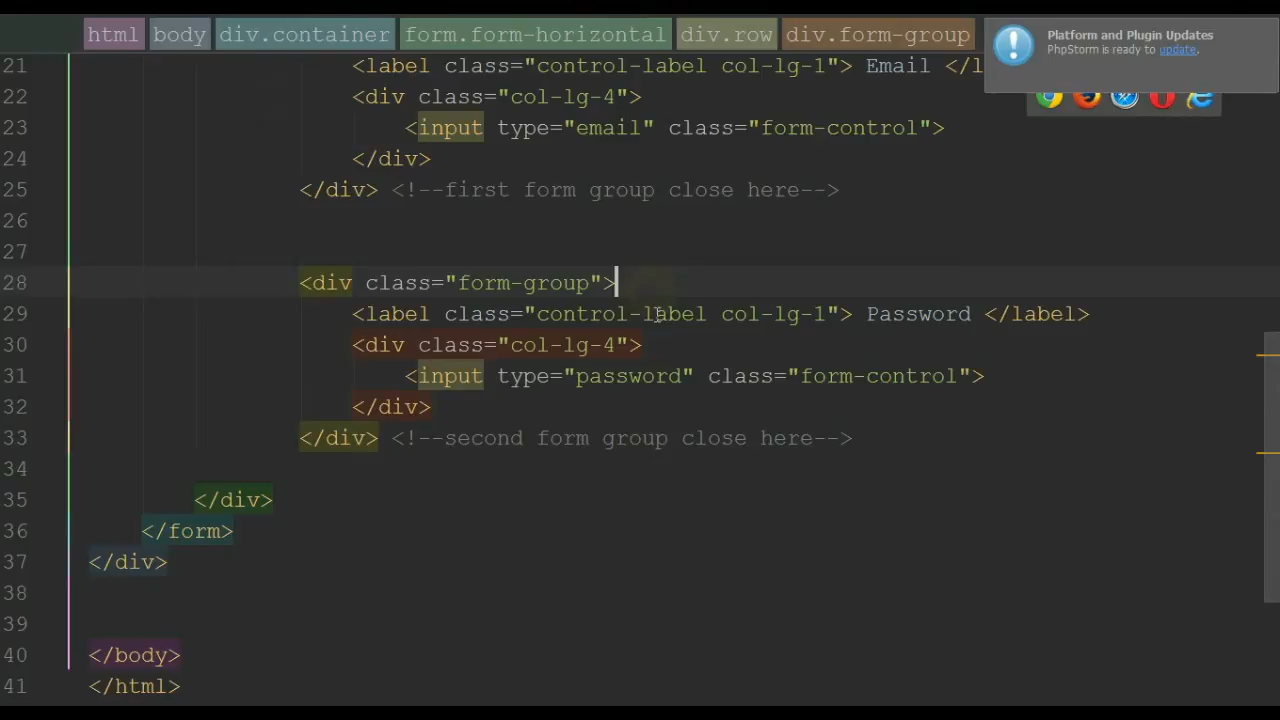 html body div.container form.form-horizontal div.row div.form-group
Platform and Plugin Updates
PhpStorm is ready to update.
21 <label class="control-label col-lg-1"> Email </l
22 <div class="col-lg-4">
23 <input type="email" class="form-control">
24 </div>
25 </div> <!--first form group close here-->
26
27
28 <div class="form-group">
29 <label class="control-label col-lg-1"> Password </label>
30 <div class="col-lg-4">
31 <input type="password" class="form-control">
32 </div>
33 </div> <!--second form group close here-->
34
35 </div>
36 </form>
37 </div>
38
39
40 </body>
41 </html>